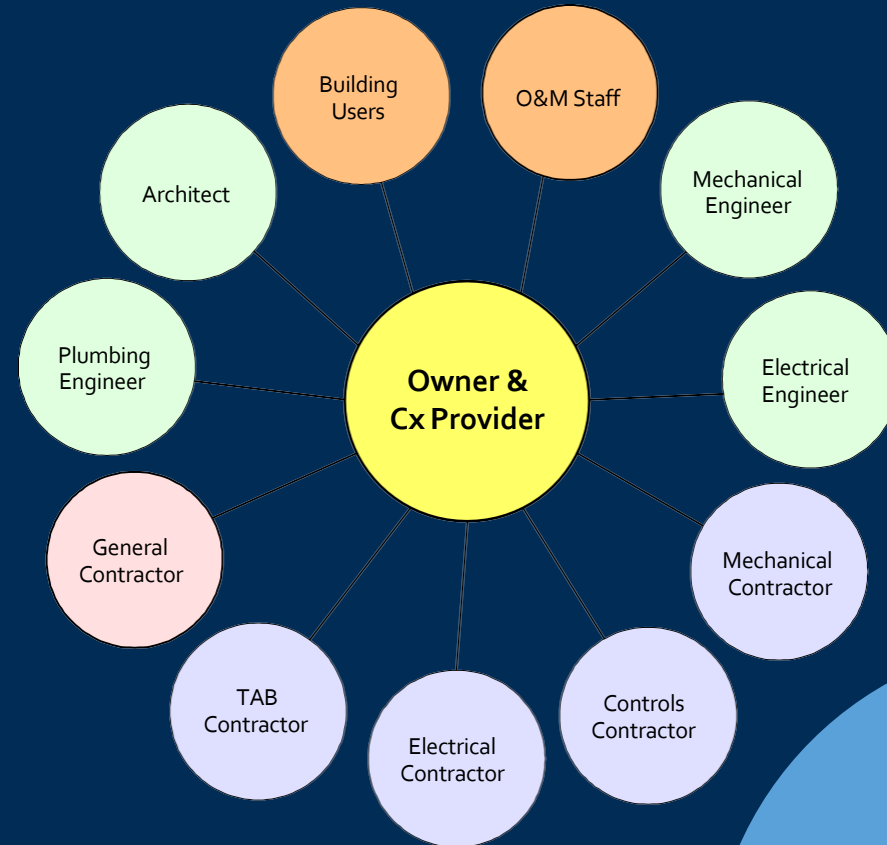 Building
Users
O&M Staff
Architect
Mechanical
Engineer
Plumbing
Engineer
Owner &
Cx Provider
Electrical
Engineer
General
Contractor
Mechanical
Contractor
TAB
Contractor
Electrical
Contractor
Controls
Contractor